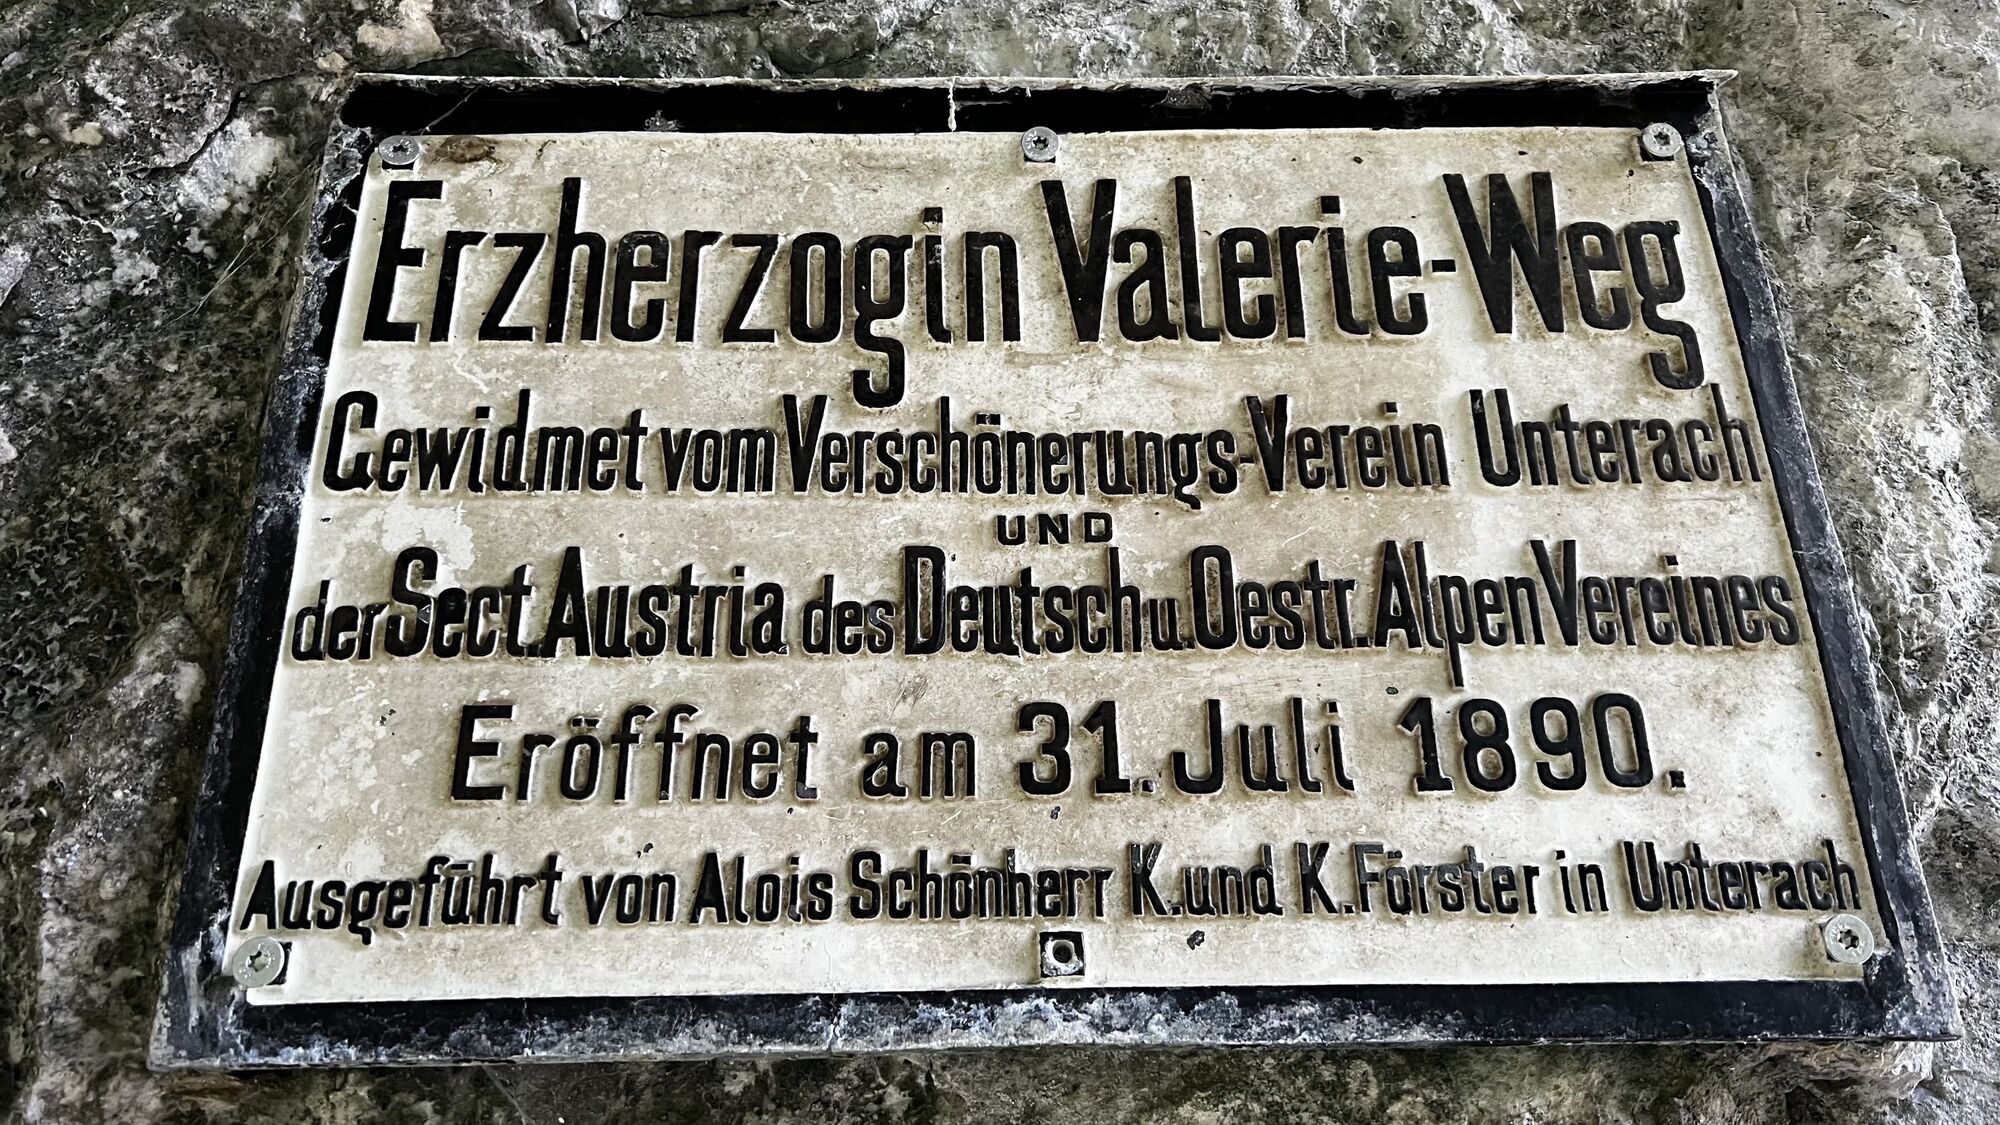 Erzherzogin Valerie-Weg
Gewidmet vom Verschönerungs-Verein Unterach
UND
der Sect. Austria des Deutsch u. Oestr. Alpen Vereines
Eröffnet am 31. Juli 1890.
Ausgeführt von Alois Schönherr K. und K. Förster in Unterach